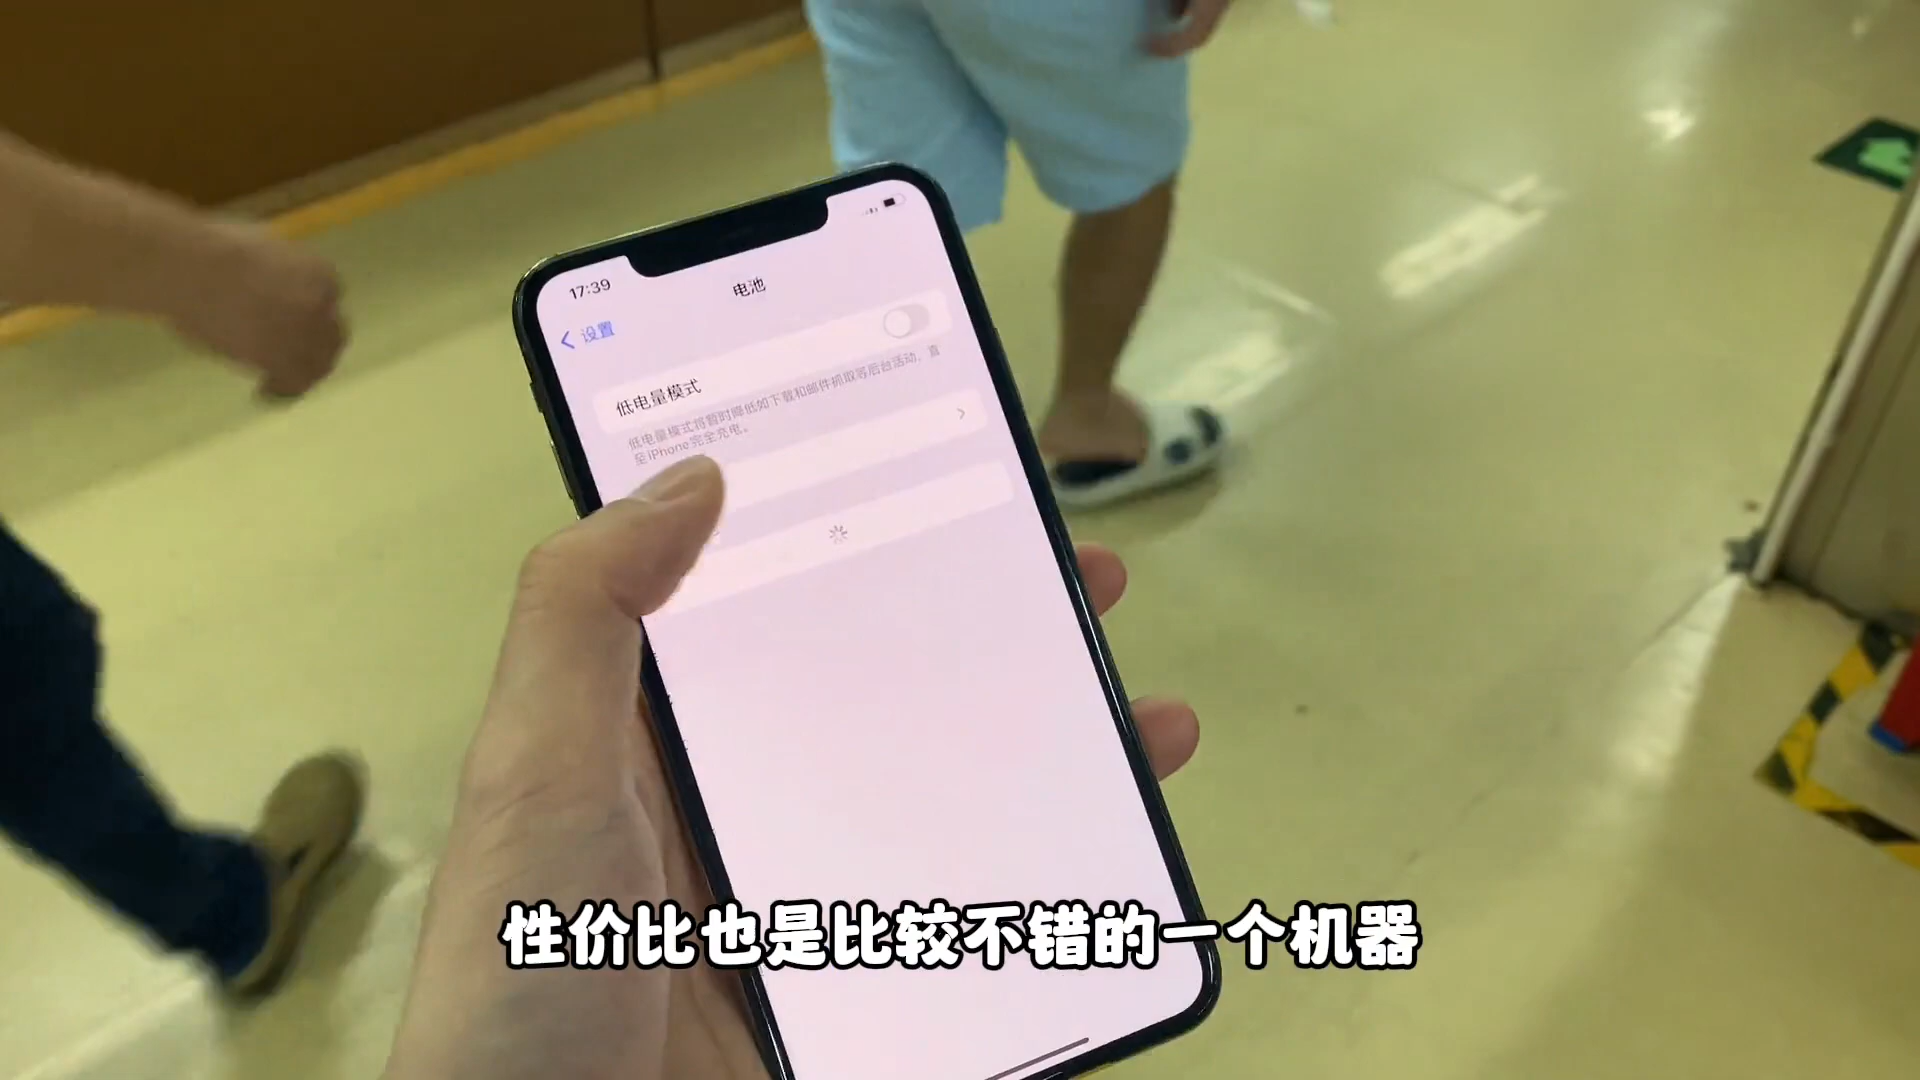 17:39
电池
设置
低电量模式
低电量模式将暂时降低如下载和邮件抓取等后台活动，直
至iPhone完全充电。
性价比也是比较不错的一个机器